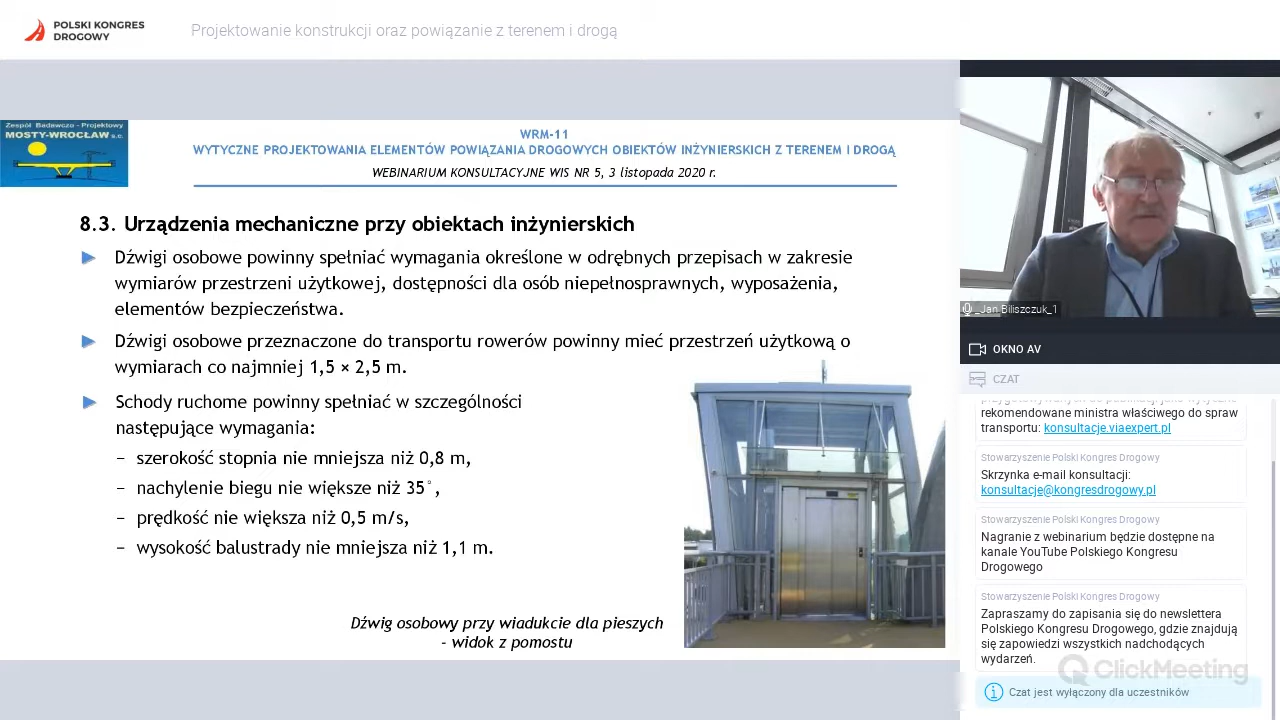 POLSKI KONGRES
DROGOWY
Projektowanie konstrukcji oraz powiązanie z terenem i drogą
Zespół Badawczo - Projektowy
MOSTY-WROCŁAW s.c.
WRM-11
WYTYCZNE PROJEKTOWANIA ELEMENTÓW POWIĄZANIA DROGOWYCH OBIEKTÓW INŻYNIERSKICH Z TERENEM I DROGĄ
WEBINARIUM KONSULTACYJNE WIS NR 5, 3 listopada 2020 r.
8.3. Urządzenia mechaniczne przy obiektach inżynierskich
Dźwigi osobowe powinny spełniać wymagania określone w odrębnych przepisach w zakresie
wymiarów przestrzeni użytkowej, dostępności dla osób niepełnosprawnych, wyposażenia,
elementów bezpieczeństwa.
Dźwigi osobowe przeznaczone do transportu rowerów powinny mieć przestrzeń użytkową o
wymiarach co najmniej 1,5 × 2,5 m.
Schody ruchome powinny spełniać w szczególności
następujące wymagania:
– szerokość stopnia nie mniejsza niż 0,8 m,
– nachylenie biegu nie większe niż 35°,
– prędkość nie większa niż 0,5 m/s,
– wysokość balustrady nie mniejsza niż 1,1 m.
Dźwig osobowy przy wiadukcie dla pieszych
- widok z pomostu
_Jan Biliszczuk_1
OKNO AV
CZAT
przygotowywanych do publikacji jako wytyczne
rekomendowane ministra właściwego do spraw
transportu: konsultacje.viaexpert.pl
Stowarzyszenie Polski Kongres Drogowy
Skrzynka e-mail konsultacji:
konsultacje@kongresdrogowy.pl
Stowarzyszenie Polski Kongres Drogowy
Nagranie z webinarium będzie dostępne na
kanale YouTube Polskiego Kongresu
Drogowego
Stowarzyszenie Polski Kongres Drogowy
Zapraszamy do zapisania się do newslettera
Polskiego Kongresu Drogowego, gdzie znajdują
się zapowiedzi wszystkich nadchodzących
wydarzeń.
ClickMeeting
Czat jest wyłączony dla uczestników